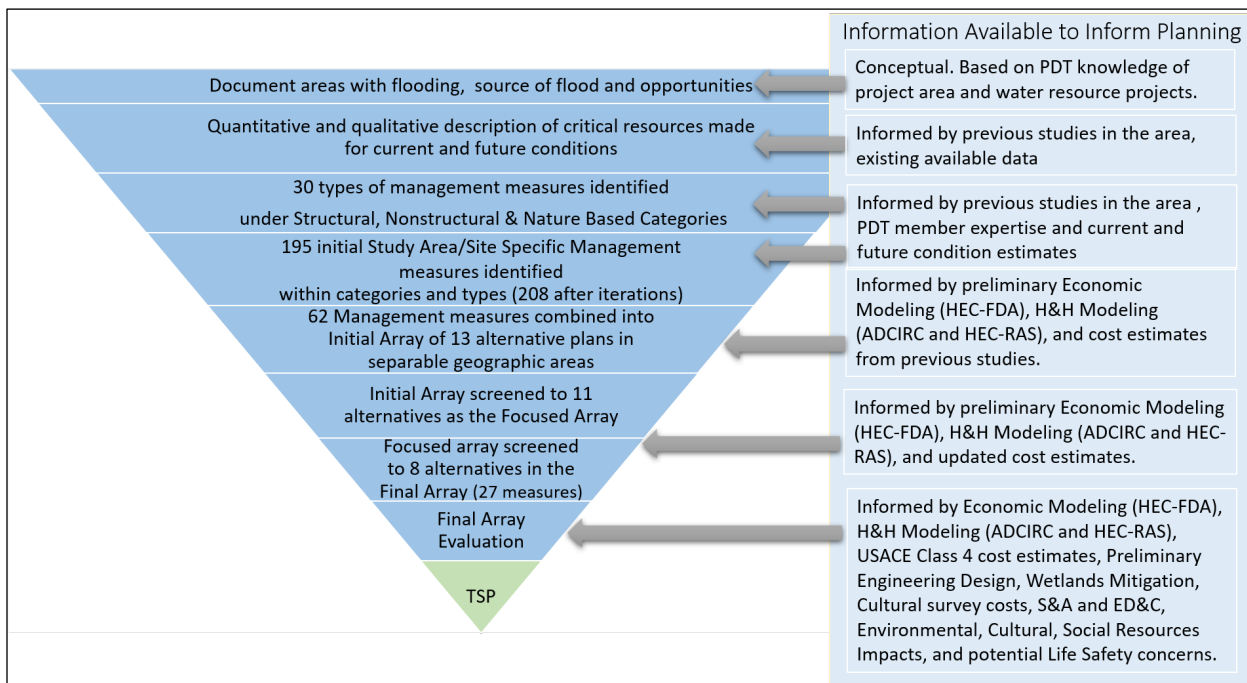 Information Available to Inform Planning
Document areas with flooding, source of flood and opportunities
Conceptual. Based on PDT knowledge of
project area and water resource projects.
Quantitative and qualitative description of critical resources made
for current and future conditions
Informed by previous studies in the area,
existing available data
30 types of management measures identified
under Structural, Nonstructural & Nature Based Categories
Informed by previous studies in the area ,
PDT member expertise and current and
future condition estimates
195 initial Study Area/Site Specific Management
measures identified
within categories and types (208 after iterations)
62 Management measures combined into
Initial Array of 13 alternative plans in
separable geographic areas
Informed by preliminary Economic
Modeling (HEC-FDA), H&H Modeling
(ADCIRC and HEC-RAS), and cost estimates
from previous studies.
Initial Array screened to 11
alternatives as the Focused Array
Focused array screened
to 8 alternatives in the
Final Array (27 measures)
Informed by preliminary Economic Modeling
(HEC-FDA), H&H Modeling (ADCIRC and HEC-
RAS), and updated cost estimates.
Final Array
Evaluation
Informed by Economic Modeling (HEC-FDA),
H&H Modeling (ADCIRC and HEC-RAS),
USACE Class 4 cost estimates, Preliminary
Engineering Design, Wetlands Mitigation,
Cultural survey costs, S&A and ED&C,
Environmental, Cultural, Social Resources
Impacts, and potential Life Safety concerns.
TSP